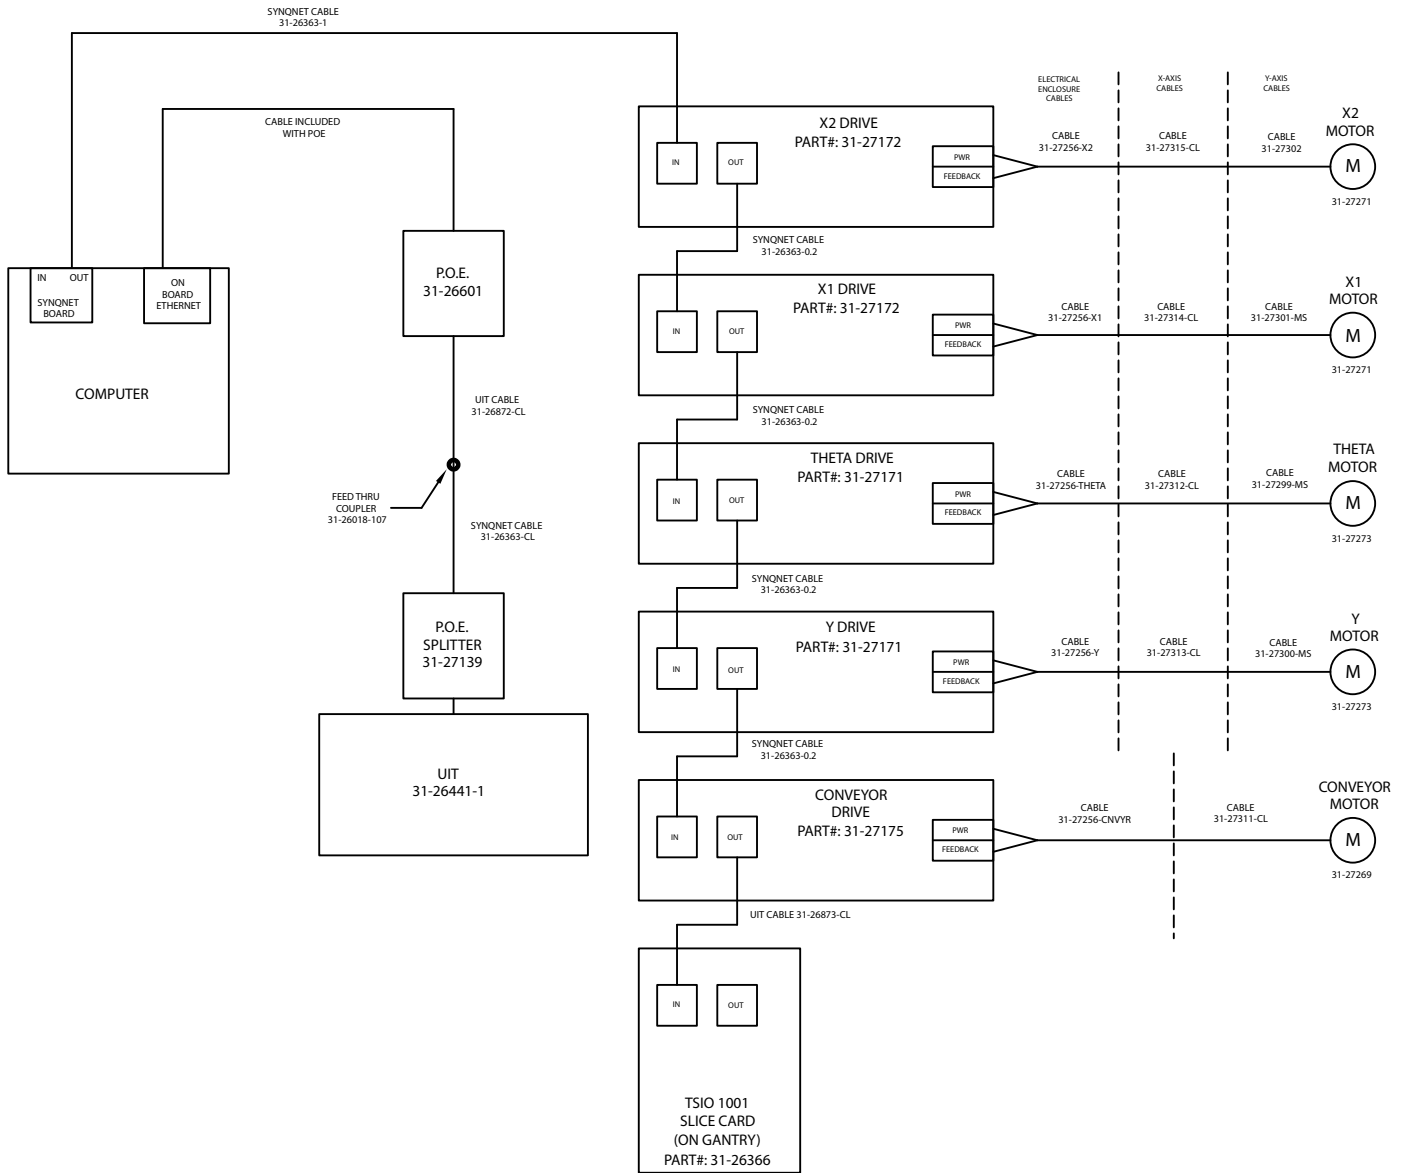 SYNQNET CABLE
31-26363-1
CABLE INCLUDED
WITH POE
IN OUT
SYNQNET
BOARD
ON
BOARD
ETHERNET
COMPUTER
P.O.E.
31-26601
UIT CABLE
31-26872-CL
FEED THRU
COUPLER
31-26018-107
SYNQNET CABLE
31-26363-CL
P.O.E.
SPLITTER
31-27139
UIT
31-26441-1
ELECTRICAL
ENCLOSURE
CABLES
X-AXIS
CABLES
Y-AXIS
CABLES
X2 DRIVE
PART#: 31-27172
IN
OUT
PWR
FEEDBACK
CABLE
31-27256-X2
CABLE
31-27315-CL
CABLE
31-27302
X2
MOTOR
M
31-27271
SYNQNET CABLE
31-26363-0.2
X1 DRIVE
PART#: 31-27172
IN
OUT
PWR
FEEDBACK
CABLE
31-27256-X1
CABLE
31-27314-CL
CABLE
31-27301-MS
X1
MOTOR
M
31-27271
SYNQNET CABLE
31-26363-0.2
THETA DRIVE
PART#: 31-27171
IN
OUT
PWR
FEEDBACK
CABLE
31-27256-THETA
CABLE
31-27312-CL
CABLE
31-27299-MS
THETA
MOTOR
M
31-27273
SYNQNET CABLE
31-26363-0.2
Y DRIVE
PART#: 31-27171
IN
OUT
PWR
FEEDBACK
CABLE
31-27256-Y
CABLE
31-27313-CL
CABLE
31-27300-MS
Y
MOTOR
M
31-27273
SYNQNET CABLE
31-26363-0.2
CONVEYOR
DRIVE
PART#: 31-27175
IN
OUT
PWR
FEEDBACK
CABLE
31-27256-CNVYR
CABLE
31-27311-CL
CONVEYOR
MOTOR
M
31-27269
UIT CABLE 31-26873-CL
IN
OUT
TSIO 1001
SLICE CARD
(ON GANTRY)
PART#: 31-26366